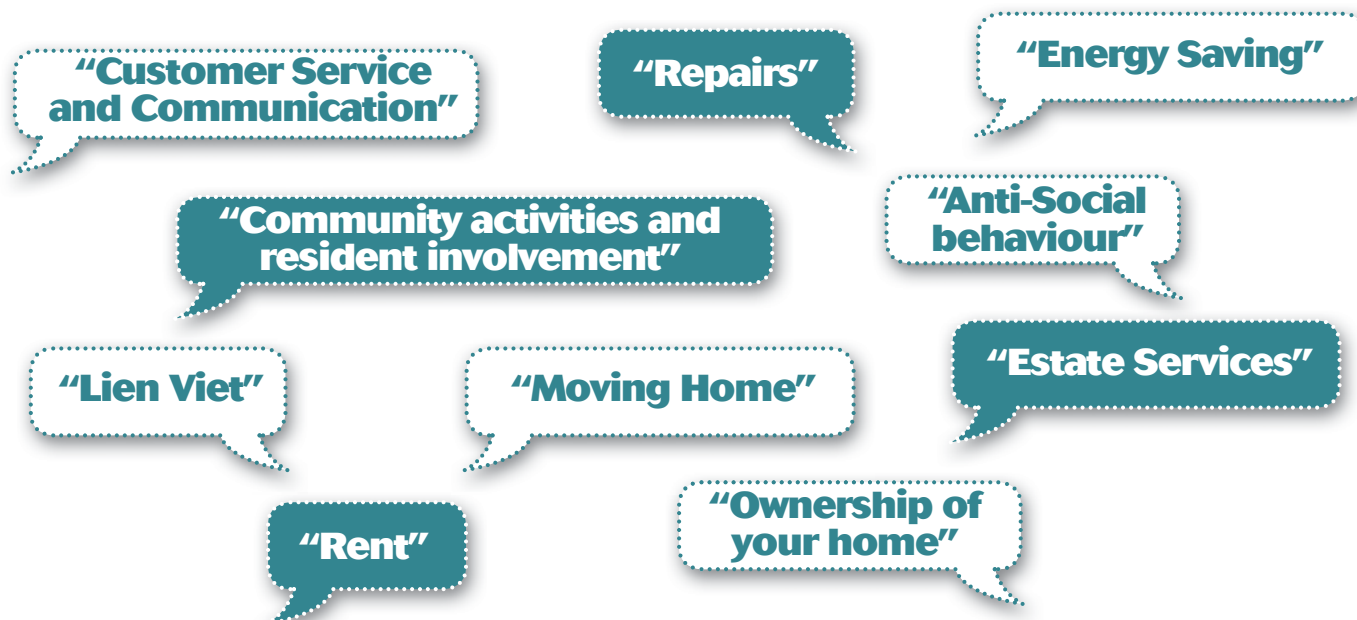 “Customer Service
and Communication”
“Repairs”
“Energy Saving”
“Community activities and
resident involvement”
“Anti-Social
behaviour”
“Lien Viet”
“Moving Home”
“Estate Services”
“Rent”
“Ownership of
your home”